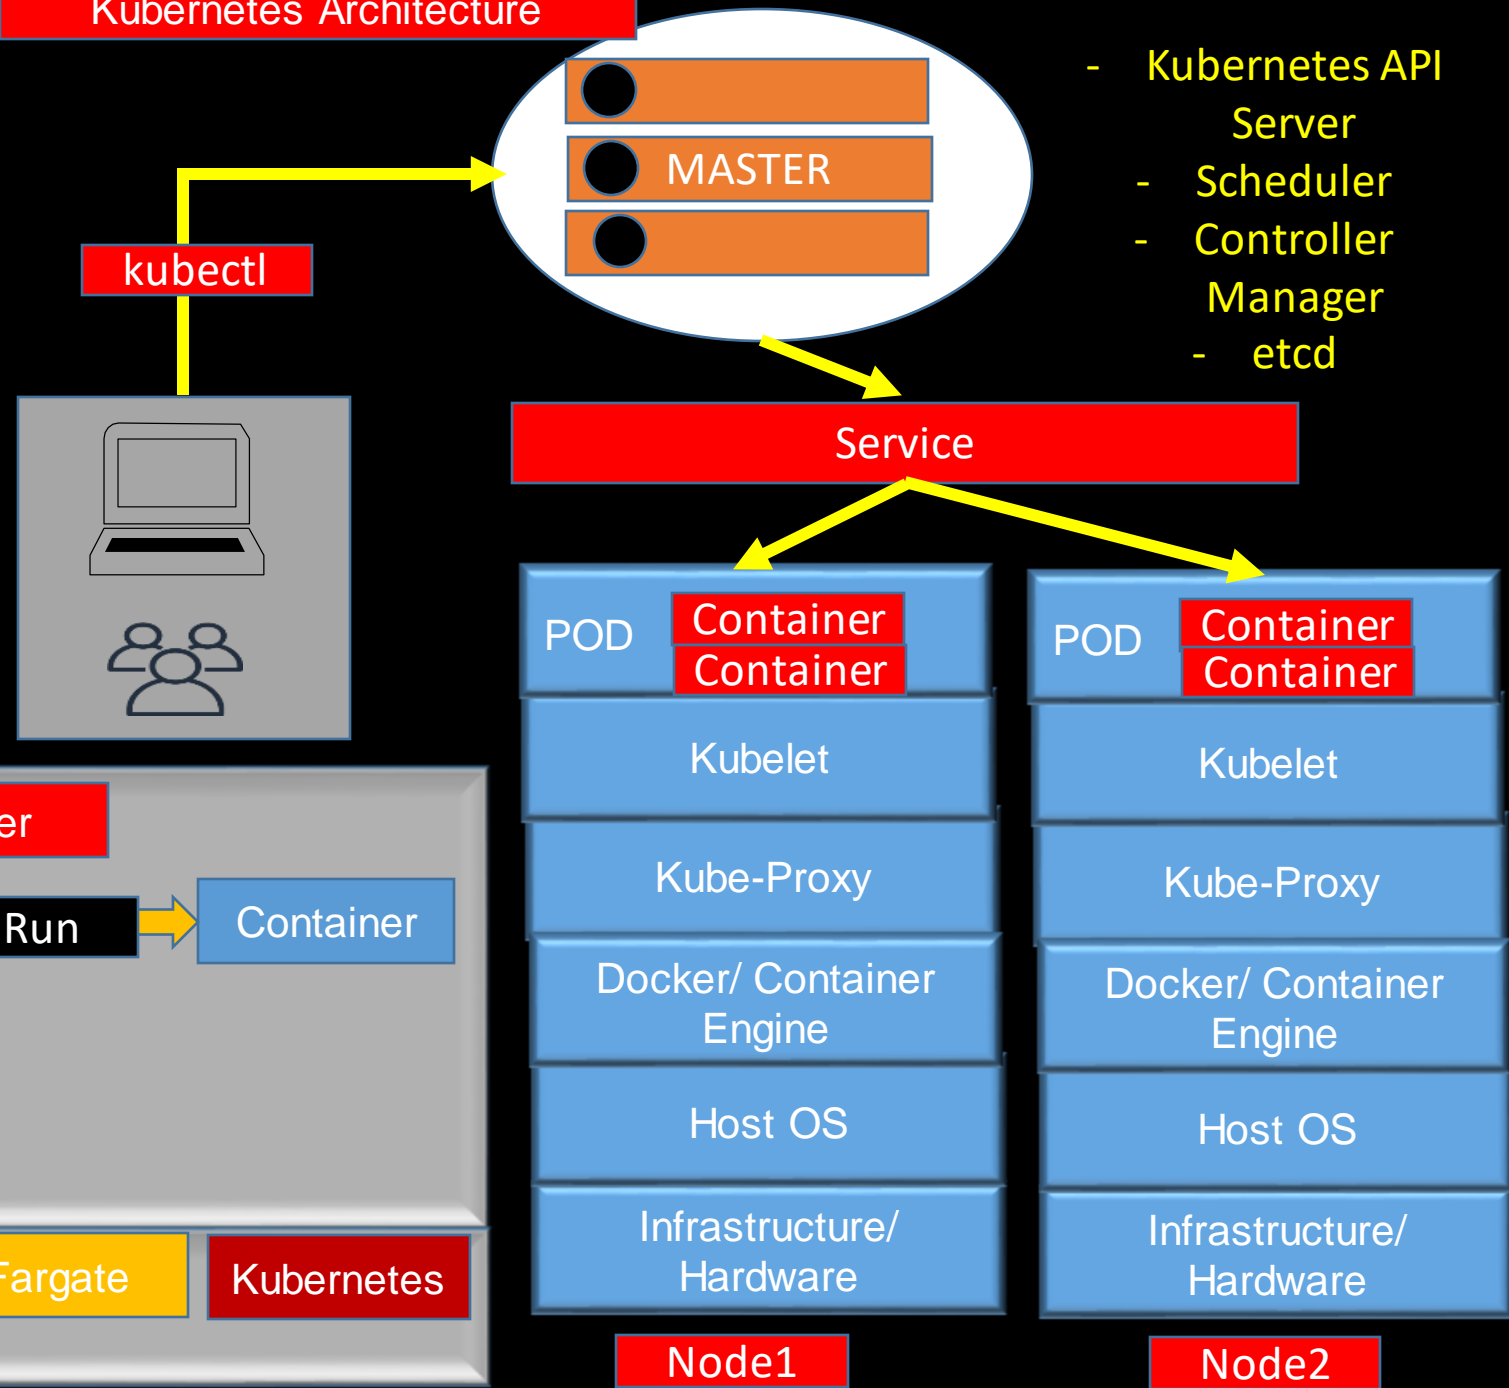 Kubernetes Architecture
MASTER
- Kubernetes API
Server
- Scheduler
- Controller
Manager
- etcd
kubectl
Service
POD
Container
Container
Kubelet
Kube-Proxy
Docker/ Container
Engine
Host OS
Infrastructure/
Hardware
Node1
POD
Container
Container
Kubelet
Kube-Proxy
Docker/ Container
Engine
Host OS
Infrastructure/
Hardware
Node2
er
Run
Container
Fargate
Kubernetes